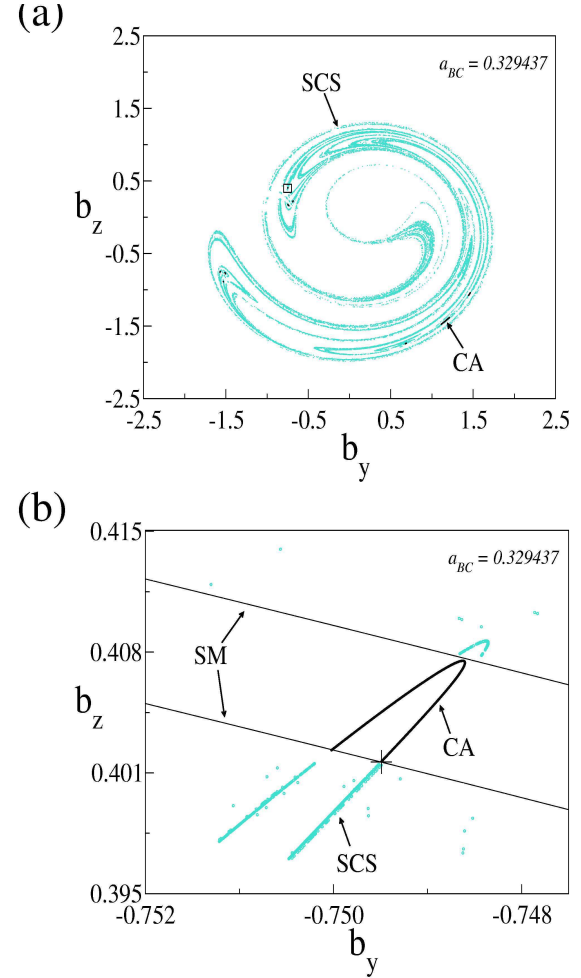 (a)
2.5
a_BC = 0.329437
SCS
1.5
0.5
b_z
-0.5
-1.5
CA
-2.5
-2.5 -1.5 -0.5 0.5 1.5 2.5
b_y
(b)
0.415
a_BC = 0.329437
0.408
SM
b_z
CA
0.401
SCS
0.395
-0.752 -0.750 -0.748
b_y